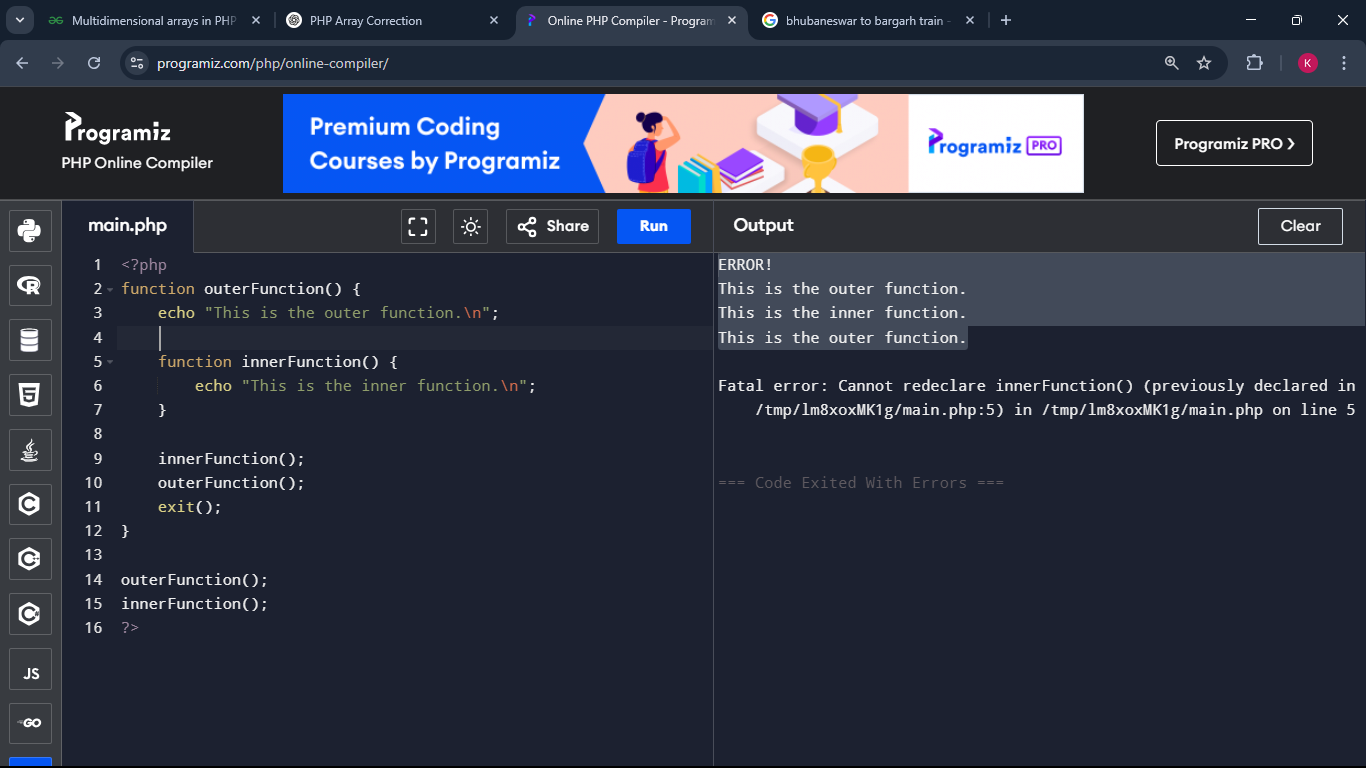 Multidimensional arrays in PHP
PHP Array Correction
Online PHP Compiler - Program
bhubaneswar to bargarh train -
programiz.com/php/online-compiler/
K
Programiz
PHP Online Compiler
Premium Coding
Courses by Programiz
Programiz PRO
Programiz PRO ❯
main.php
Share
Run
Output
Clear
1 <?php
2 function outerFunction() {
3     echo "This is the outer function.\n";
4
5     function innerFunction() {
6         echo "This is the inner function.\n";
7     }
8
9     innerFunction();
10     outerFunction();
11     exit();
12 }
13
14 outerFunction();
15 innerFunction();
16 ?>
ERROR!
This is the outer function.
This is the inner function.
This is the outer function.
Fatal error: Cannot redeclare innerFunction() (previously declared in
/tmp/lm8xoxMK1g/main.php:5) in /tmp/lm8xoxMK1g/main.php on line 5
=== Code Exited With Errors ===
R
5
C
C
C
JS
GO